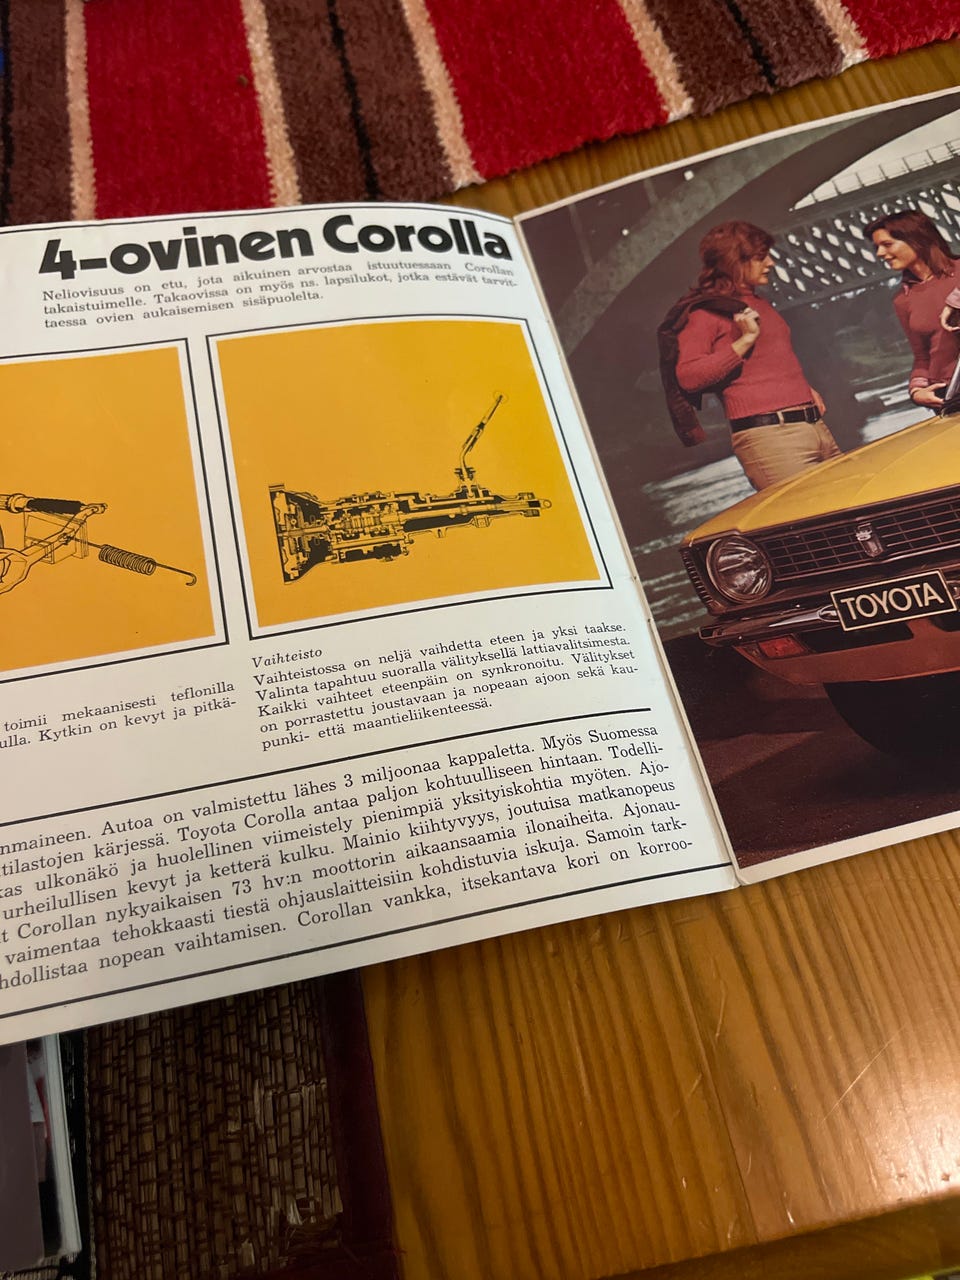 4-ovinen Corolla
Neliovisuus on etu, jota aikuinen arvostaa istuutuessaan Corollan
takaistuimelle. Takaovissa on myös ns. lapsilukot, jotka estävät tarvit-
taessa ovien aukaisemisen sisäpuolelta.
toimii mekaanisesti teflonilla
ulla. Kytkin on kevyt ja pitkä-
Vaihteisto
Vaihteistossa on neljä vaihdetta eteen ja yksi taakse.
Valinta tapahtuu suoralla välityksellä lattiavalitsimesta.
Kaikki vaihteet eteenpäin on synkronoitu. Välitykset
on porrastettu joustavaan ja nopeaan ajoon sekä kau-
punki- että maantieliikenteessä.
nmaineen. Autoa on valmistettu lähes 3 miljoonaa kappaletta. Myös Suomessa
tilastojen kärjessä. Toyota Corolla antaa paljon kohtuulliseen hintaan. Todelli-
kas ulkonäkö ja huolellinen viimeistely pienimpiä yksityiskohtia myöten. Ajo-
urheilullisen kevyt ja ketterä kulku. Mainio kiihtyvyys, joutuisa matkanopeus
t Corollan nykyaikaisen 73 hv:n moottorin aikaansaamia ilonaiheita. Ajonau-
vaimentaa tehokkaasti tiestä ohjauslaitteisiin kohdistuvia iskuja. Samoin tark-
hdollistaa nopean vaihtamisen. Corollan vankka, itsekantava kori on korroo-
TOYOTA